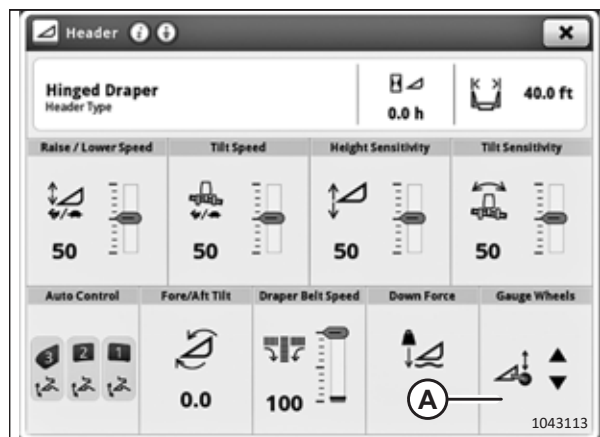 Header
Hinged Draper
Header Type
0.0 h
40.0 ft
Raise / Lower Speed
Tilt Speed
Height Sensitivity
Tilt Sensitivity
50
50
50
50
Auto Control
Fore/Aft Tilt
Draper Belt Speed
Down Force
Gauge Wheels
3 2 1
0.0
100
A
1043113